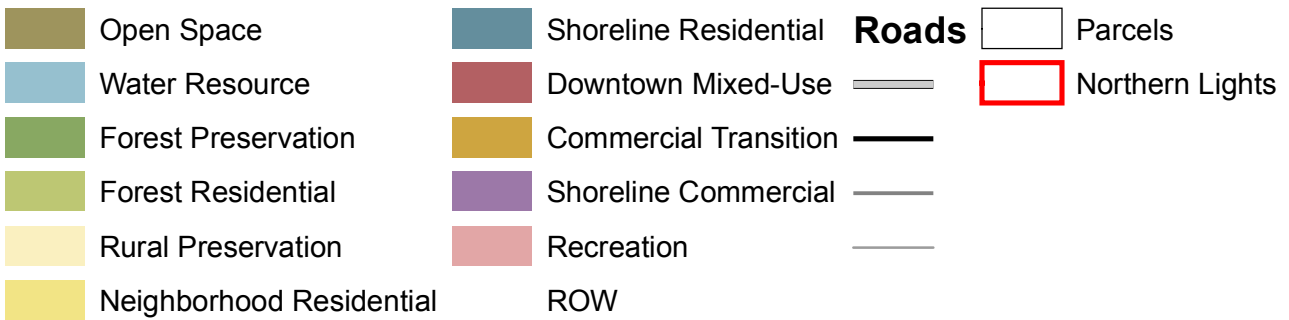 Open Space
Water Resource
Forest Preservation
Forest Residential
Rural Preservation
Neighborhood Residential
Shoreline Residential
Downtown Mixed-Use
Commercial Transition
Shoreline Commercial
Recreation
ROW
Roads
Parcels
Northern Lights